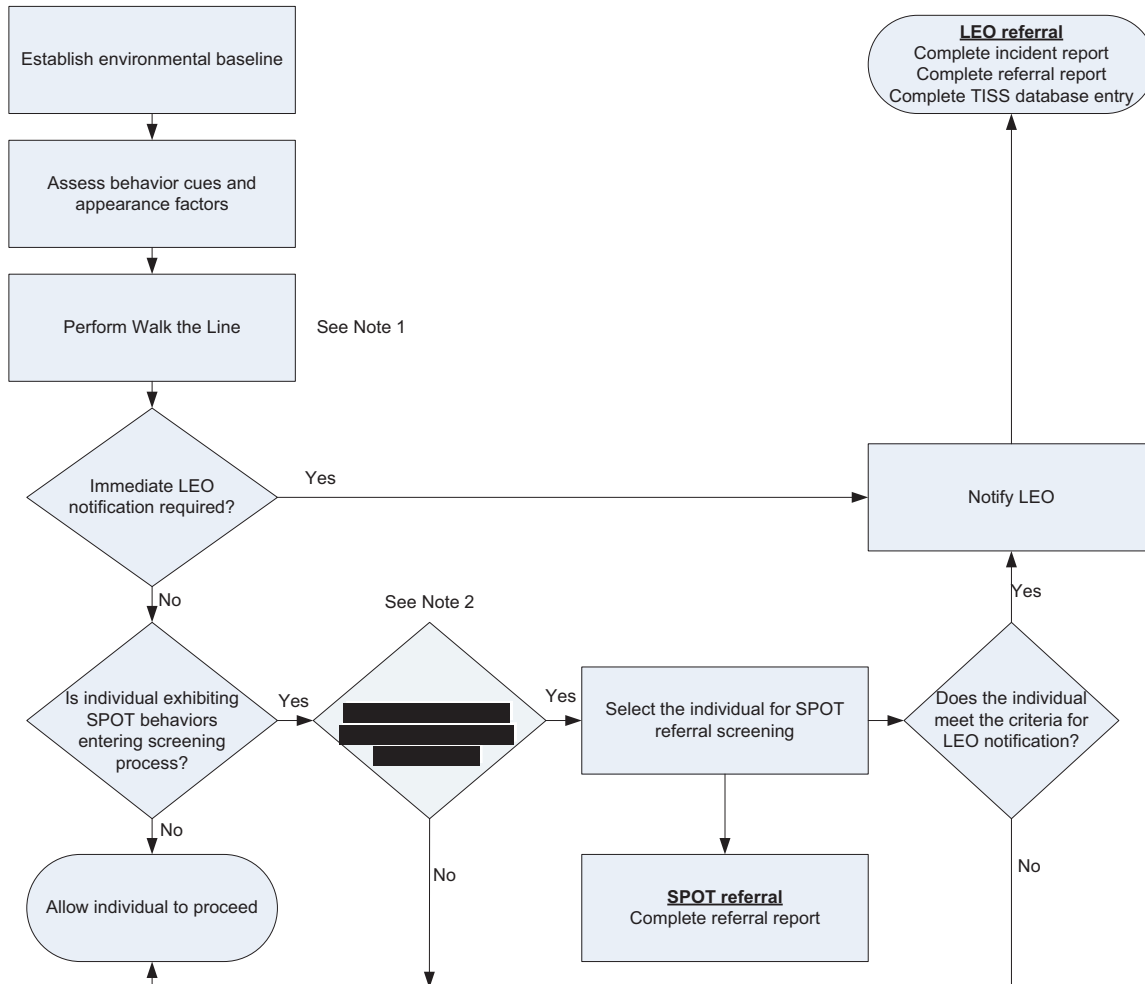 Establish environmental baseline
LEO referral
Complete incident report
Complete referral report
Complete TISS database entry
Assess behavior cues and
appearance factors
Perform Walk the Line
See Note 1
Immediate LEO
notification required?
Yes
Notify LEO
No
See Note 2
Yes
Is individual exhibiting
SPOT behaviors
entering screening
process?
Yes
Yes
Select the individual for SPOT
referral screening
Does the individual
meet the criteria for
LEO notification?
No
No
No
Allow individual to proceed
SPOT referral
Complete referral report